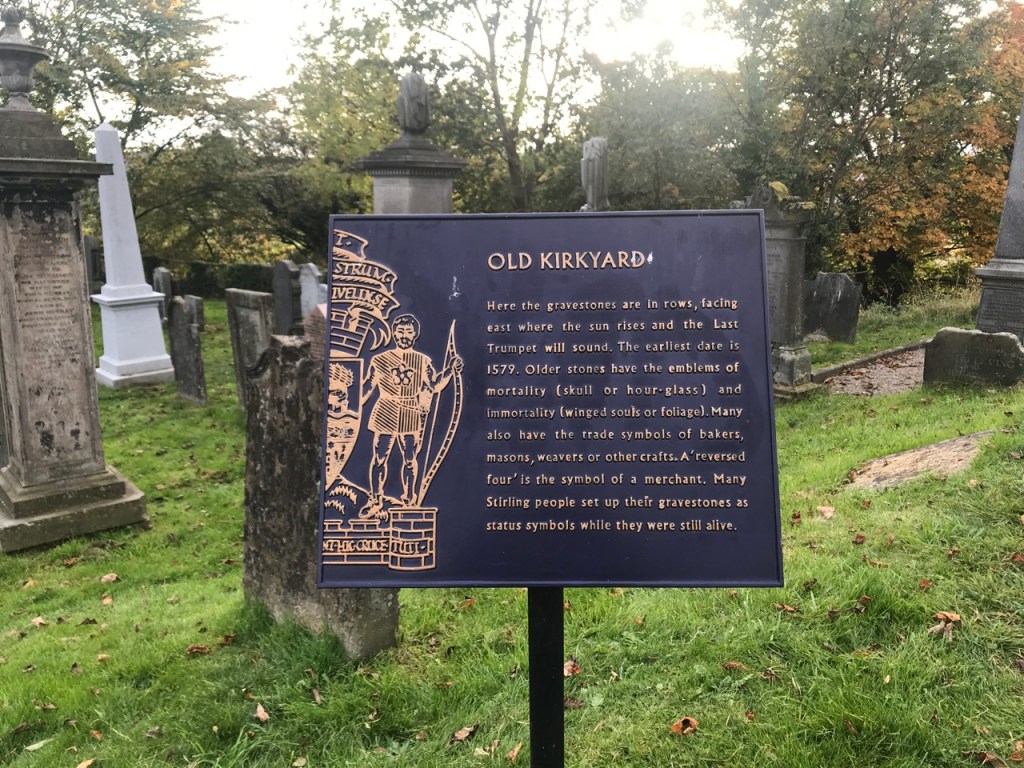 OLD KIRKYARD
Here the gravestones are in rows, facing
east where the sun rises and the Last
Trumpet will sound. The earliest date is
1579. Older stones have the emblems of
mortality (skull or hour-glass) and
immortality (winged souls or foliage). Many
also have the trade symbols of bakers,
masons, weavers or other crafts. A 'reversed
four' is the symbol of a merchant. Many
Stirling people set up their gravestones as
status symbols while they were still alive.
STRUM